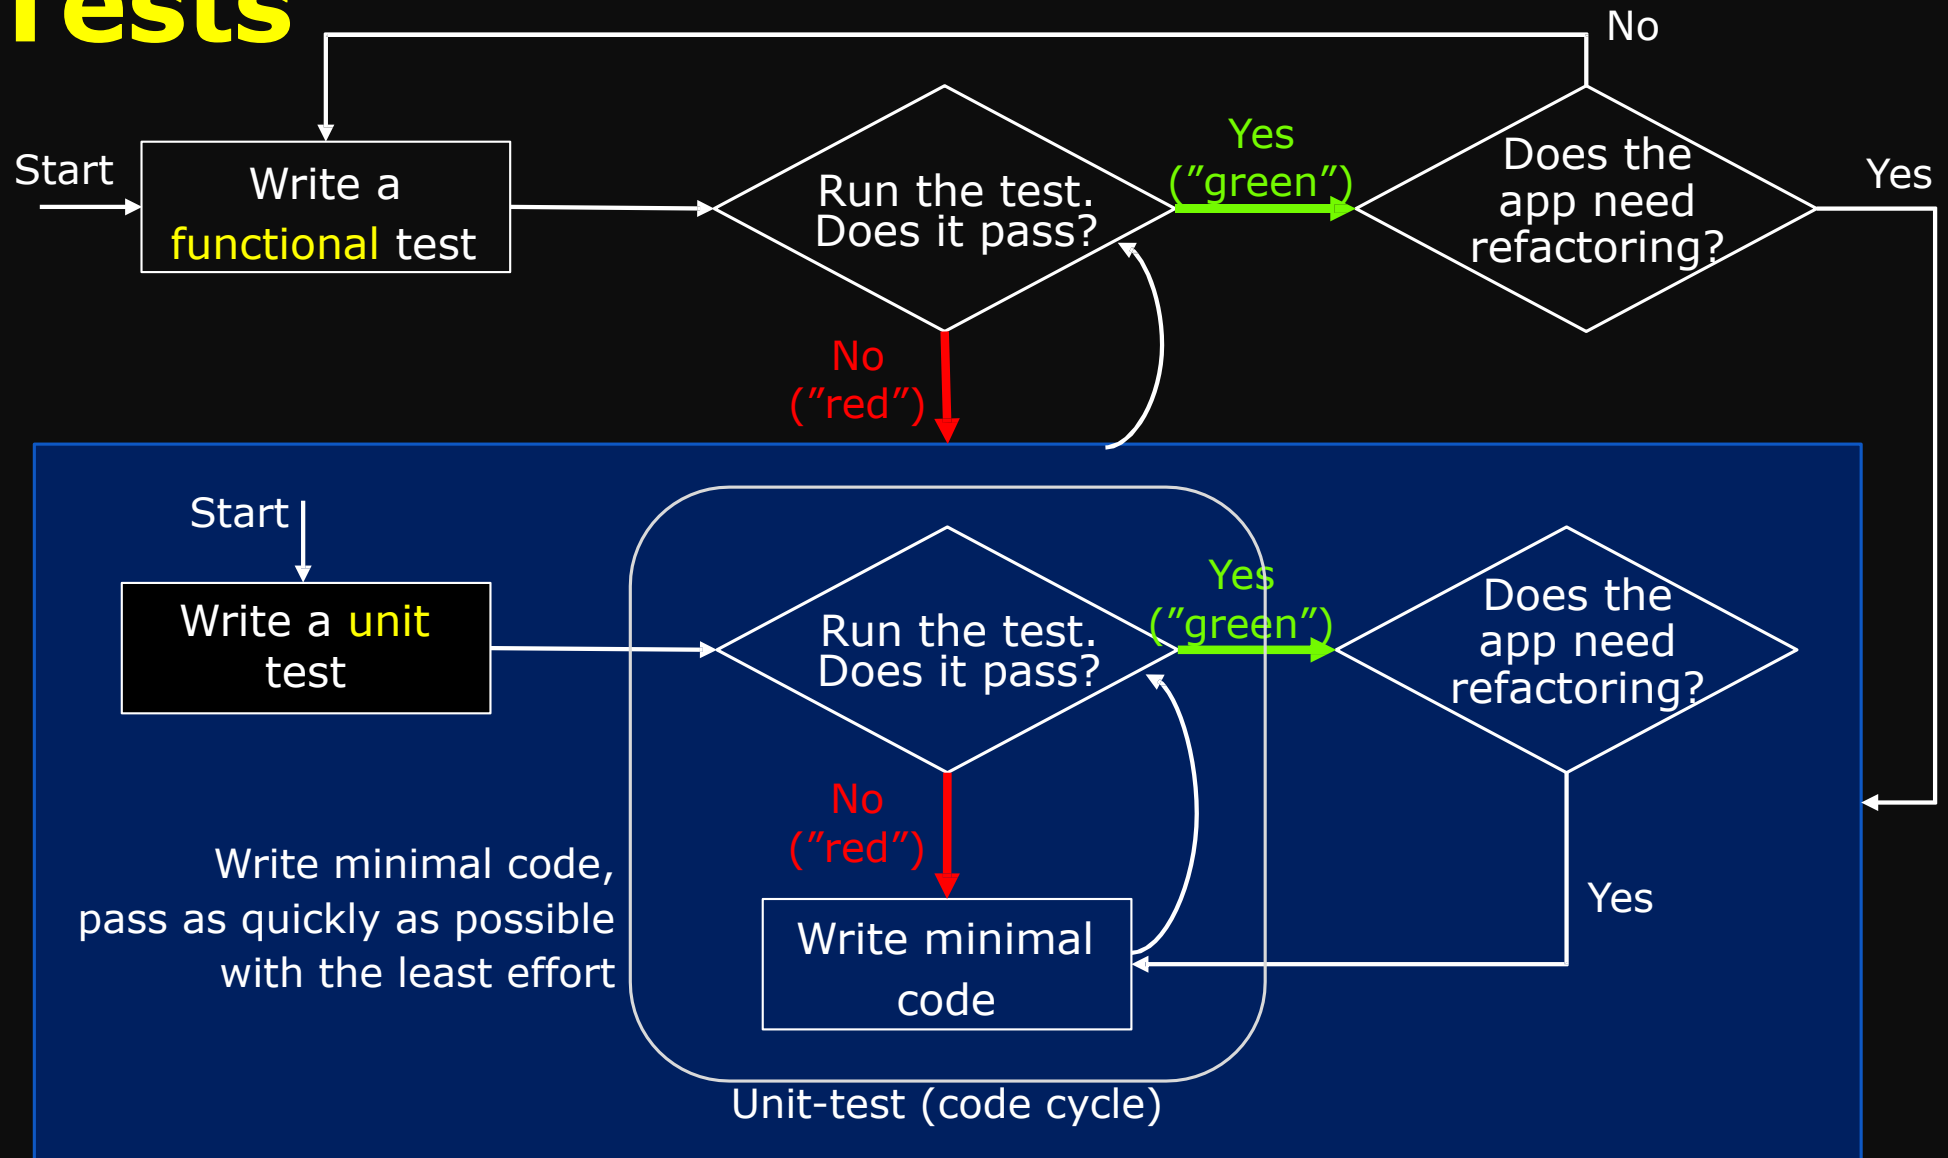 Tests
No
Start
Write a
functional test
Run the test.
Does it pass?
Yes
(″green″)
Does the
app need
refactoring?
Yes
No
(″red″)
Start
Write a unit
test
Run the test.
Does it pass?
Yes
(″green″)
Does the
app need
refactoring?
No
(″red″)
Write minimal code,
pass as quickly as possible
with the least effort
Write minimal
code
Yes
Unit-test (code cycle)